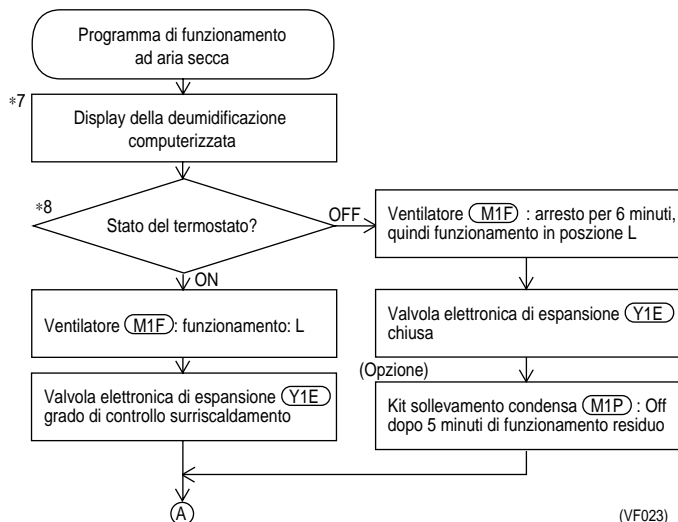 Programma di funzionamento
ad aria secca
*7
Display della deumidificazione
computerizzata
*8
Stato del termostato?
OFF
ON
Ventilatore M1F : arresto per 6 minuti,
quindi funzionamento in poszione L
Valvola elettronica di espansione Y1E
chiusa
(Opzione)
Kit sollevamento condensa M1P : Off
dopo 5 minuti di funzionamento residuo
Ventilatore M1F : funzionamento: L
Valvola elettronica di espansione Y1E
grado di controllo surriscaldamento
A
(VF023)